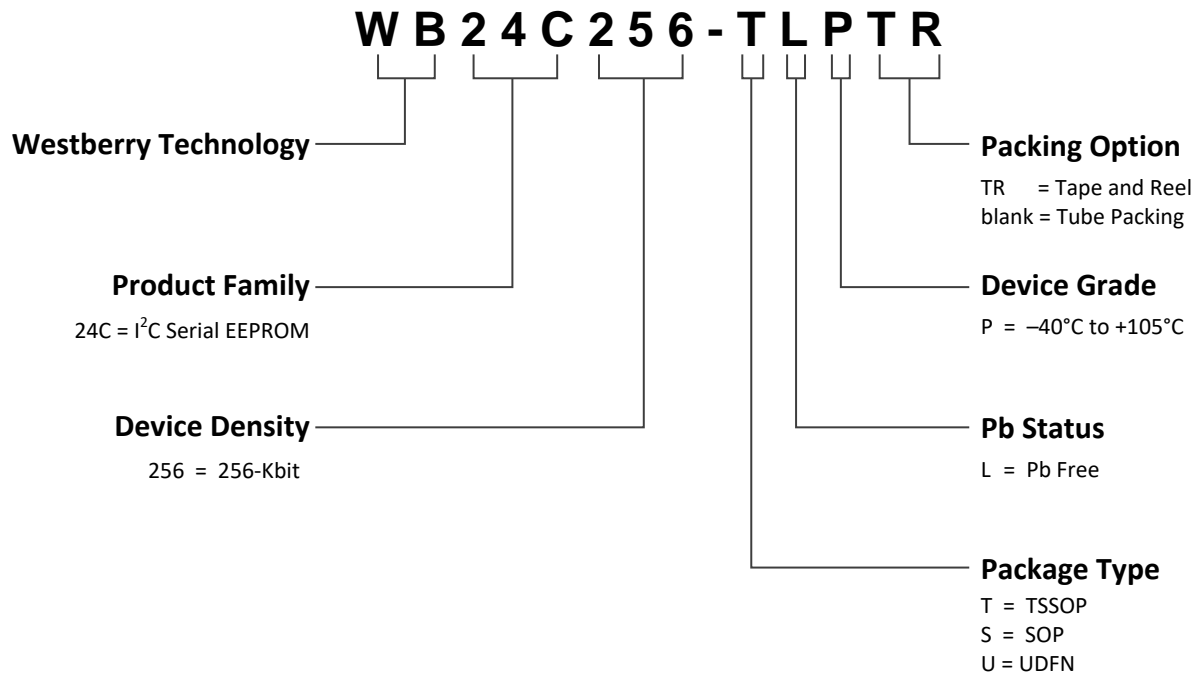 WB24C256-TLPTR
Westberry Technology
Product Family
24C = I²C Serial EEPROM
Device Density
256 = 256-Kbit
Packing Option
TR = Tape and Reel
blank = Tube Packing
Device Grade
P = –40°C to +105°C
Pb Status
L = Pb Free
Package Type
T = TSSOP
S = SOP
U = UDFN